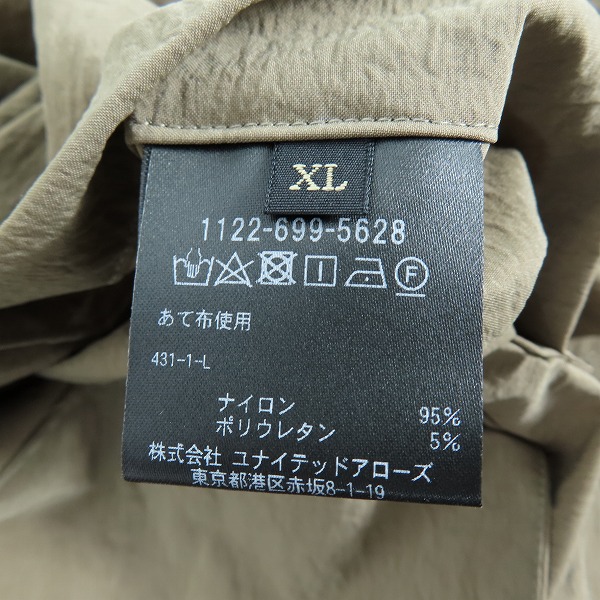 XL
1122-699-5628
F
あて布使用
431-1-L
ナイロン 95%
ポリウレタン 5%
株式会社 ユナイテッドアローズ
東京都港区赤坂8-1-19